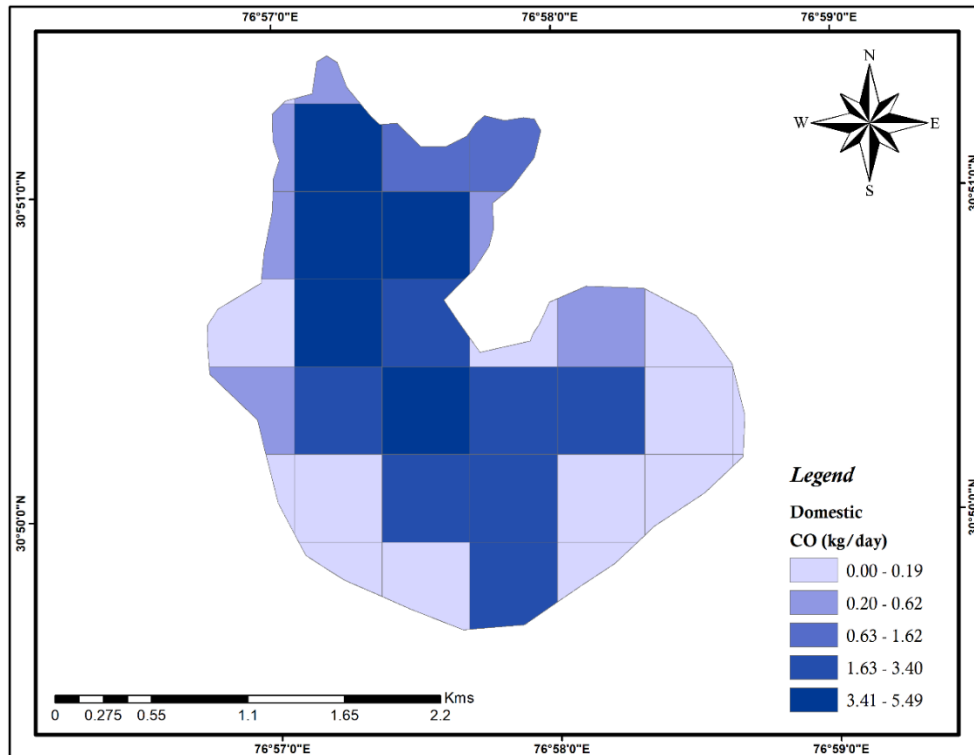 76°57'0"E 76°58'0"E 76°59'0"E
N
W E
S
30°51'0"N
30°51'0"N
30°50'0"N
30°50'0"N
Legend
Domestic
CO (kg/day)
0.00 - 0.19
0.20 - 0.62
0.63 - 1.62
1.63 - 3.40
3.41 - 5.49
Kms
0 0.275 0.55 1.1 1.65 2.2
76°57'0"E 76°58'0"E 76°59'0"E